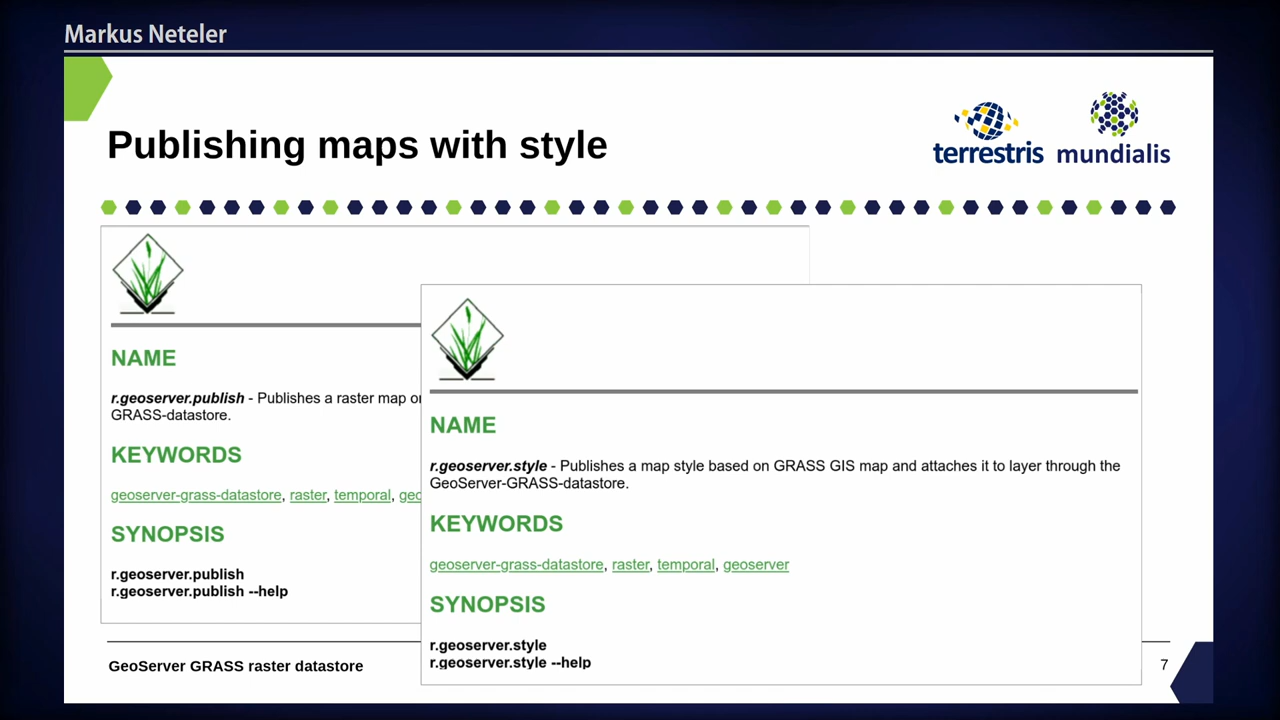 Markus Neteler
Publishing maps with style
terrestris mundialis
NAME
r.geoserver.publish - Publishes a raster map
GRASS-datastore.
KEYWORDS
geoserver-grass-datastore, raster, temporal,
SYNOPSIS
r.geoserver.publish
r.geoserver.publish --help
NAME
r.geoserver.style - Publishes a map style based on GRASS GIS map and attaches it to layer through the
GeoServer-GRASS-datastore.
KEYWORDS
geoserver-grass-datastore, raster, temporal, geoserver
SYNOPSIS
r.geoserver.style
r.geoserver.style --help
GeoServer GRASS raster datastore
7